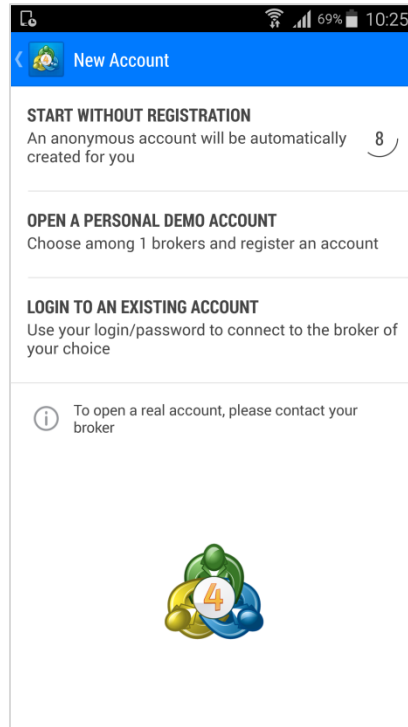 69% 10:25
New Account
START WITHOUT REGISTRATION
An anonymous account will be automatically
created for you
8
OPEN A PERSONAL DEMO ACCOUNT
Choose among 1 brokers and register an account
LOGIN TO AN EXISTING ACCOUNT
Use your login/password to connect to the broker of
your choice
To open a real account, please contact your
broker
4